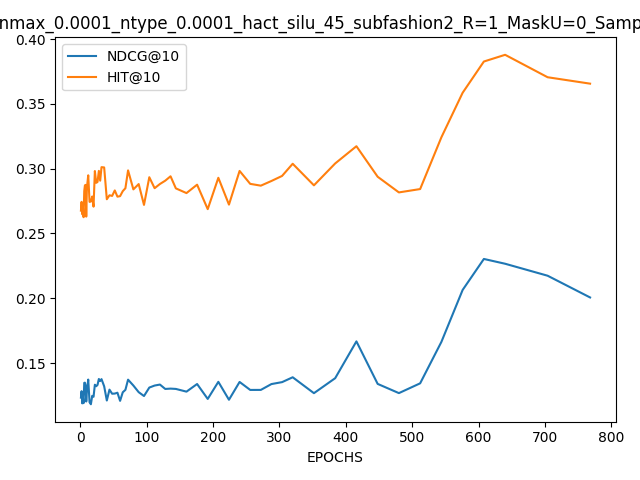 nmax_0.0001_ntype_0.0001_hact_silu_45_subfashion2_R=1_MaskU=0_Samp
0.40
NDCG@10
HIT@10
0.35
0.30
0.25
0.20
0.15
0 100 200 300 400 500 600 700 800
EPOCHS